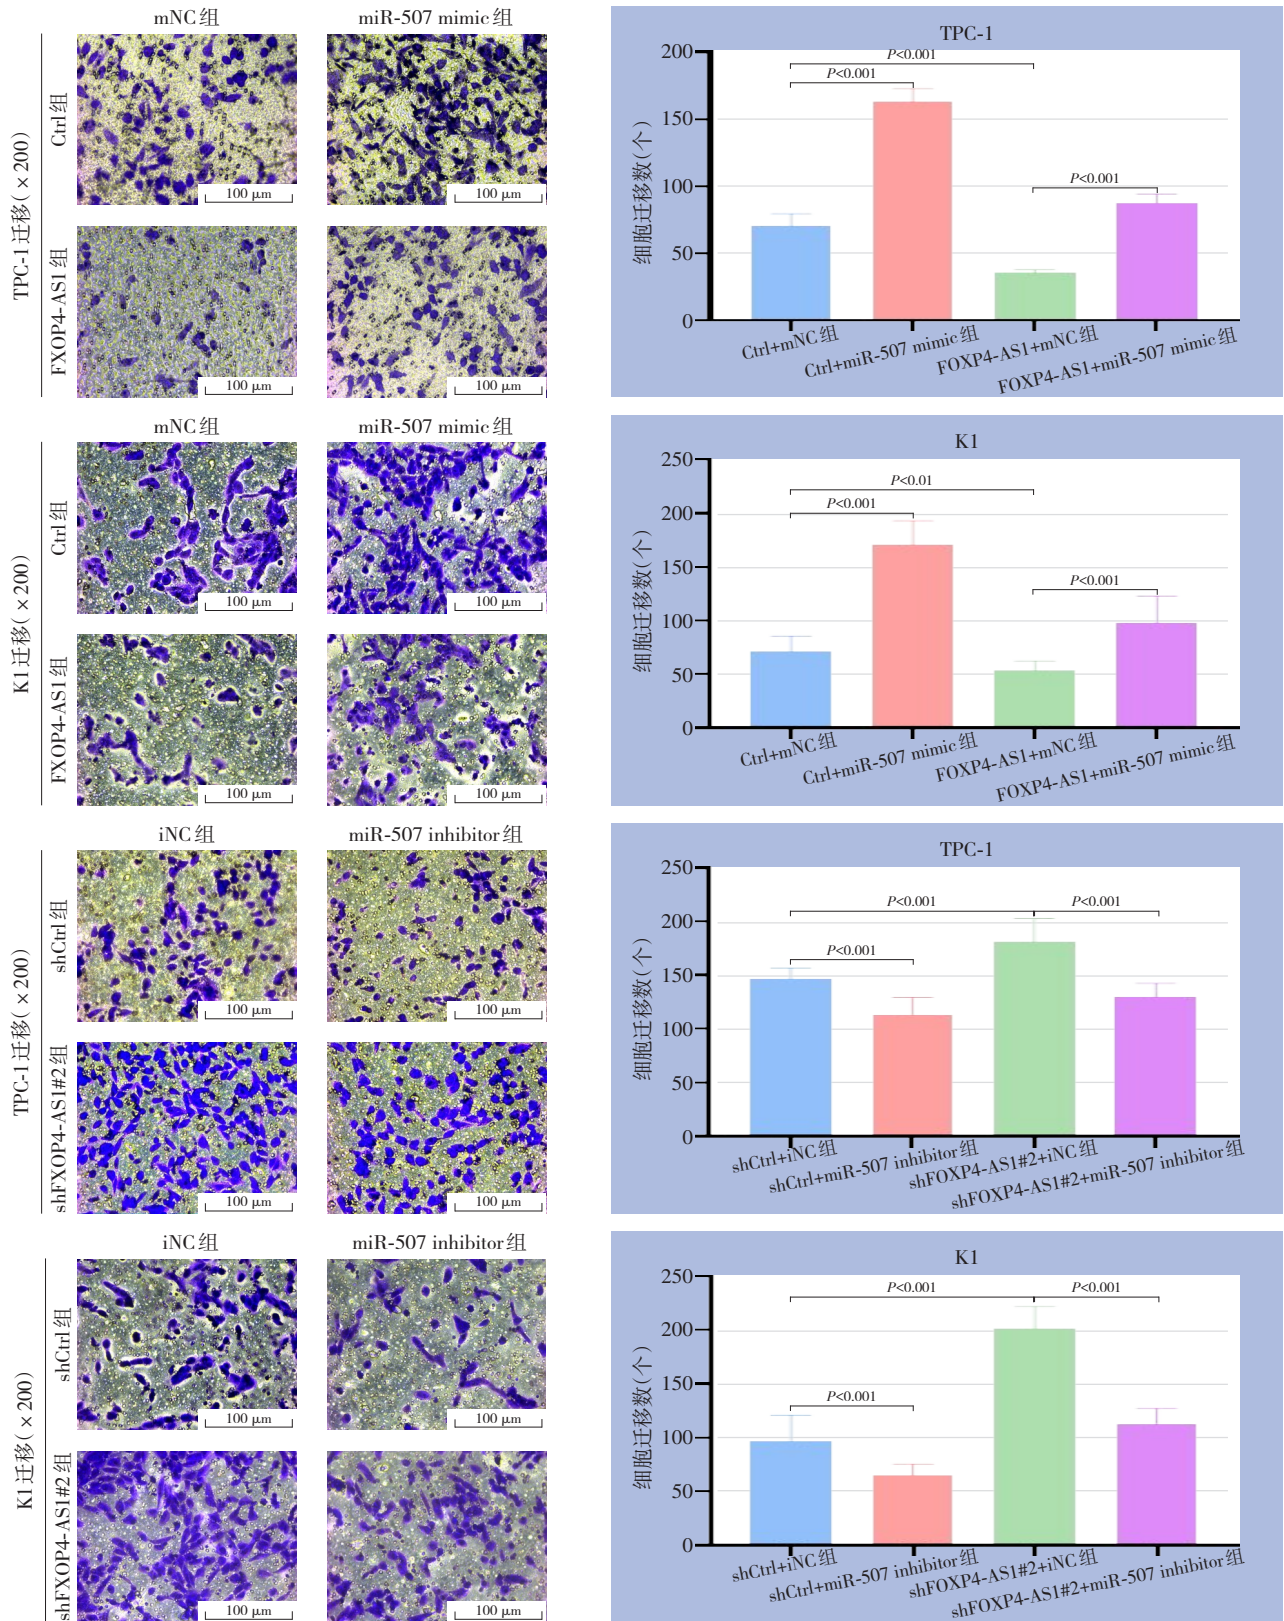 mNC组
miR-507 mimic组
TPC-1迁移(×200)
Ctrl组
100 μm
100 μm
FXOP4-AS1组
100 μm
100 μm
TPC-1
细胞迁移数(个)
200
150
100
50
0
P<0.001
P<0.001
P<0.001
Ctrl+mNC组
Ctrl+miR-507 mimic组
FOXP4-AS1+mNC组
FOXP4-AS1+miR-507 mimic组
mNC组
miR-507 mimic组
K1迁移(×200)
Ctrl组
100 μm
100 μm
FXOP4-AS1组
100 μm
100 μm
K1
细胞迁移数(个)
250
200
150
100
50
0
P<0.01
P<0.001
P<0.001
Ctrl+mNC组
Ctrl+miR-507 mimic组
FOXP4-AS1+mNC组
FOXP4-AS1+miR-507 mimic组
iNC组
miR-507 inhibitor组
TPC-1迁移(×200)
shCtrl组
100 μm
100 μm
shFXOP4-AS1#2组
100 μm
100 μm
TPC-1
细胞迁移数(个)
250
200
150
100
50
0
P<0.001
P<0.001
P<0.001
shCtrl+iNC组
shCtrl+miR-507 inhibitor组
shFOXP4-AS1#2+iNC组
shFOXP4-AS1#2+miR-507 inhibitor组
iNC组
miR-507 inhibitor组
K1迁移(×200)
shCtrl组
100 μm
100 μm
shFXOP4-AS1#2组
100 μm
100 μm
K1
细胞迁移数(个)
250
200
150
100
50
0
P<0.001
P<0.001
P<0.001
shCtrl+iNC组
shCtrl+miR-507 inhibitor组
shFOXP4-AS1#2+iNC组
shFOXP4-AS1#2+miR-507 inhibitor组